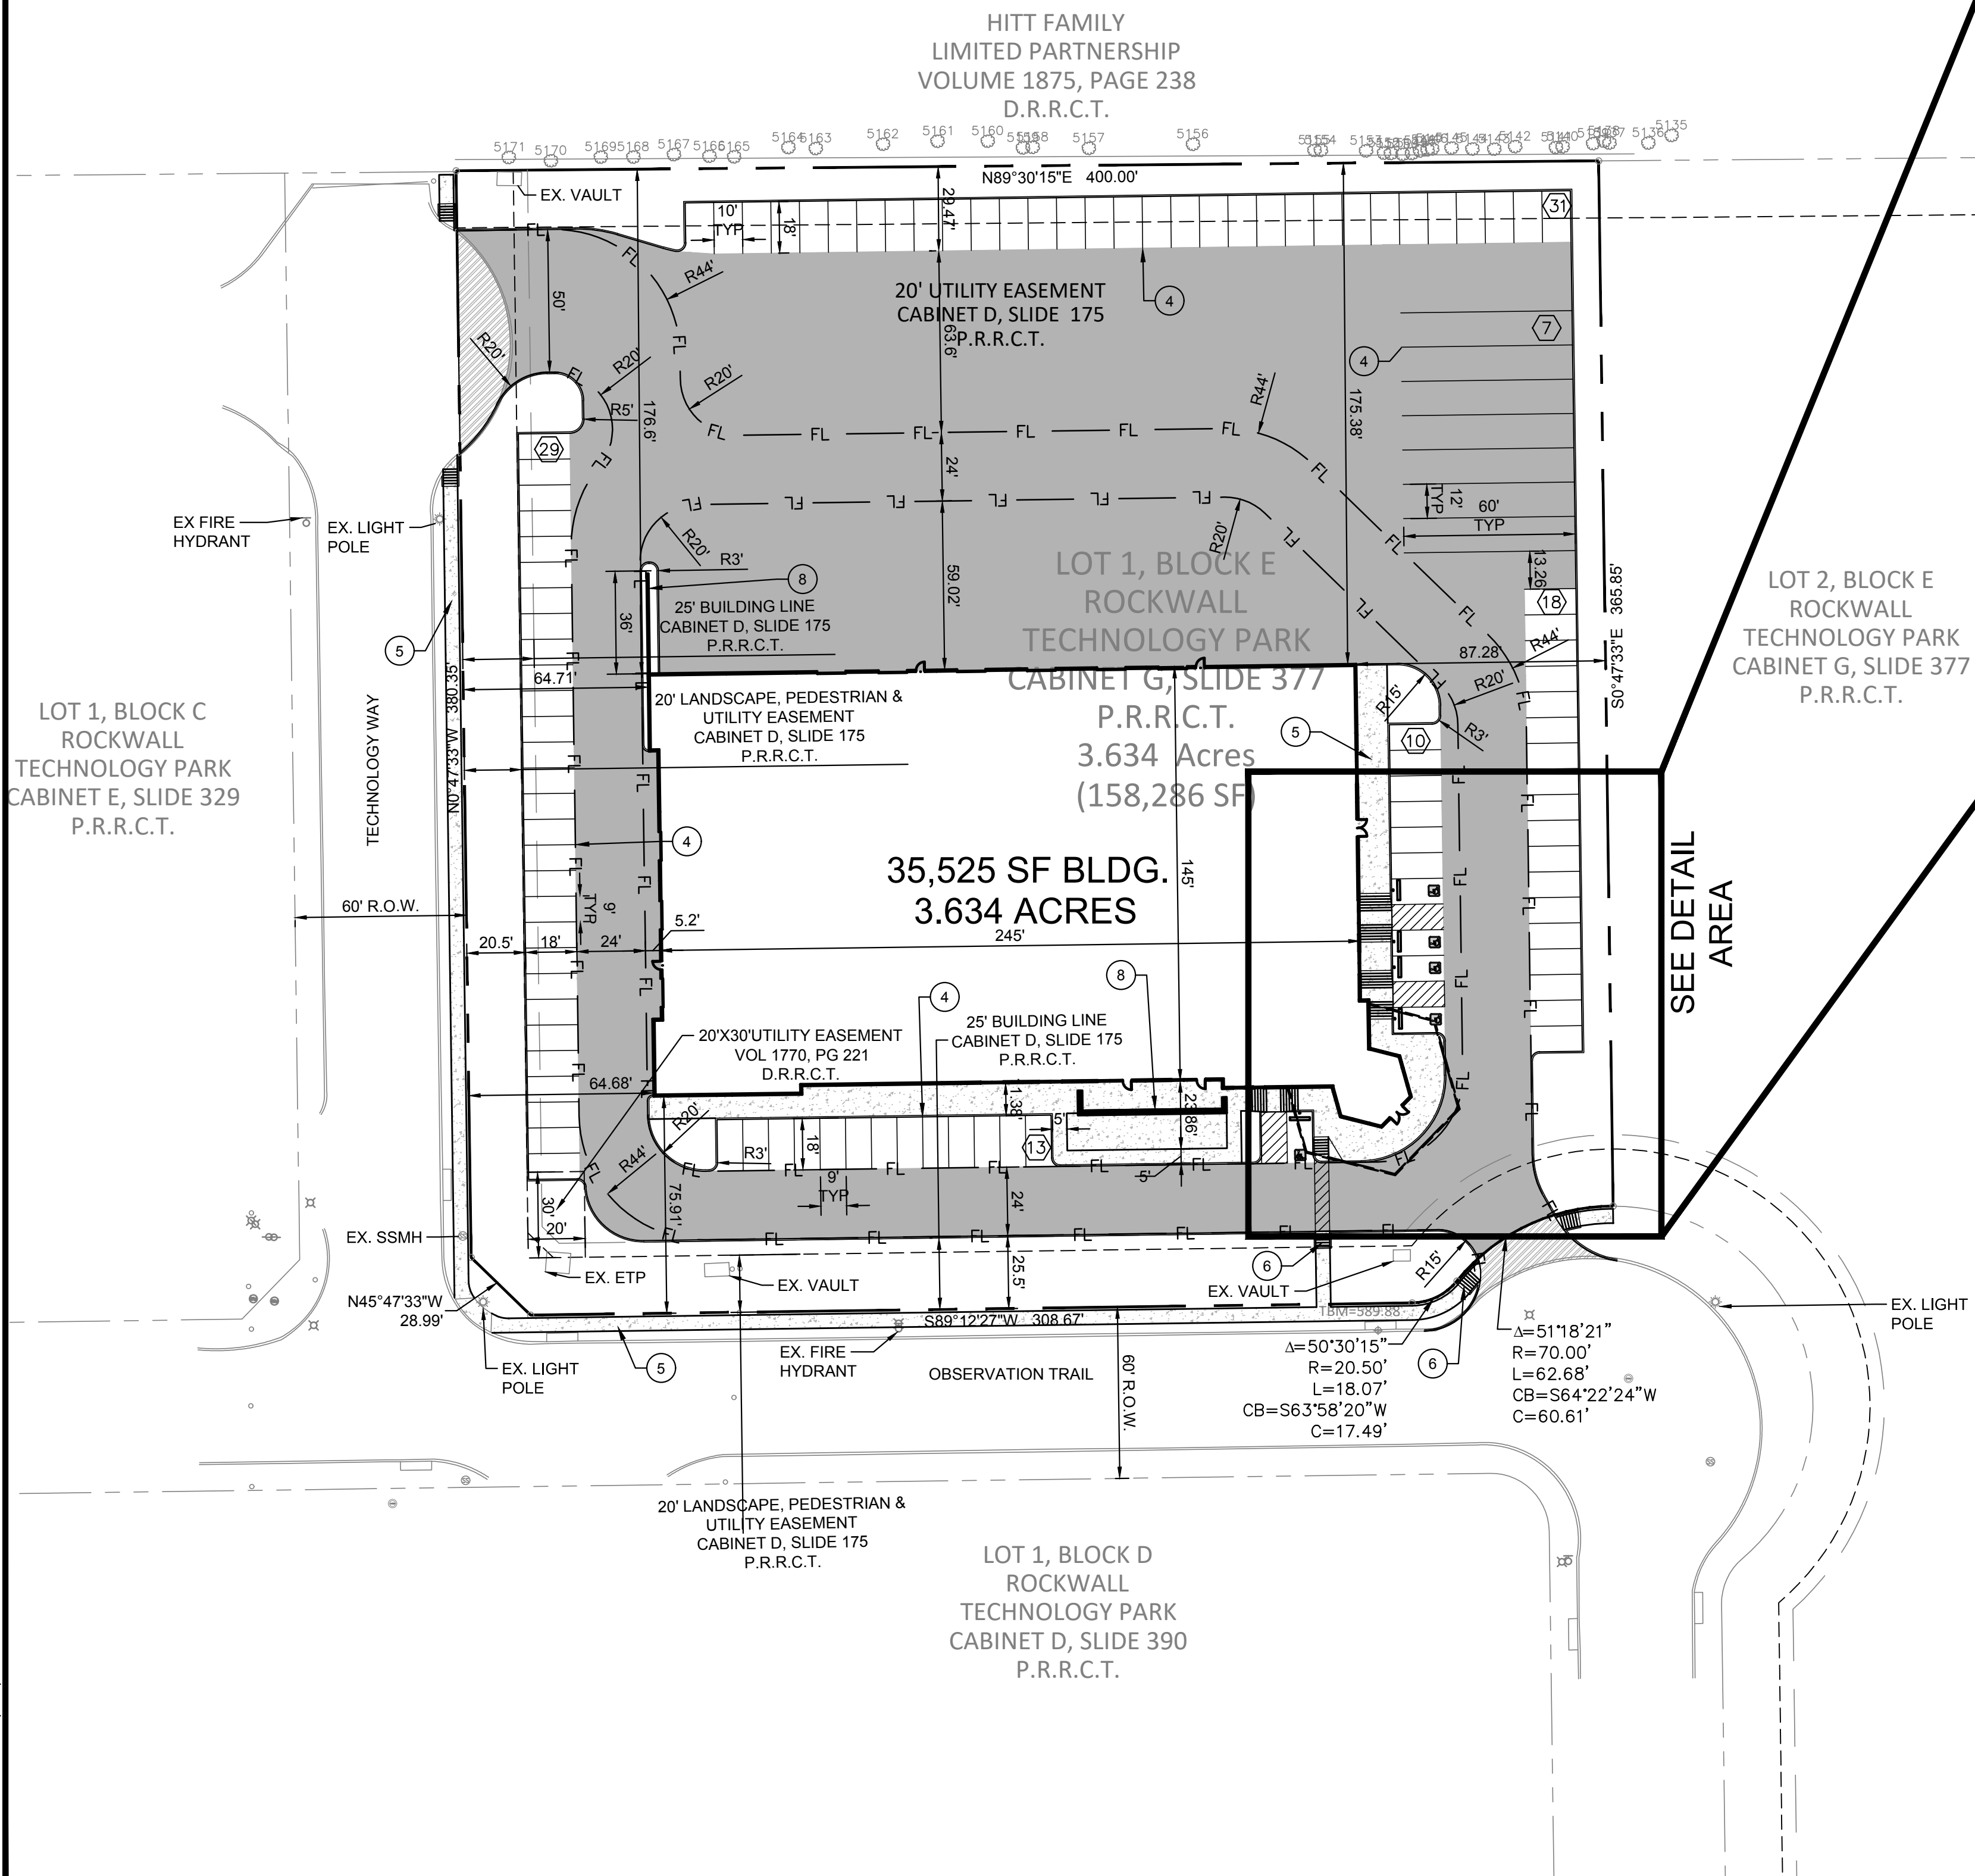 HITT FAMILY
LIMITED PARTNERSHIP
VOLUME 1875, PAGE 238
D.R.R.C.T.
5171
5170
5169
5168
5167
5166
5165
5164
5163
5162
5161
5160
5158
5157
5156
5154
5142
5136
5135
EX. VAULT
N89°30'15"E 400.00'
10'
TYP
18'
29.47'
31
FL
R44'
50'
20' UTILITY EASEMENT
CABINET D, SLIDE 175
P.R.R.C.T.
4
63.6'
7
4
R20'
R20'
R20'
R5'
176.6'
R44'
175.38'
29
24'
12'
TYP
60'
TYP
EX FIRE
HYDRANT
EX. LIGHT
POLE
R20'
R3'
8
R20'
36'
25' BUILDING LINE
CABINET D, SLIDE 175
P.R.R.C.T.
59.02'
LOT 1, BLOCK E
ROCKWALL
TECHNOLOGY PARK
CABINET G, SLIDE 377
P.R.R.C.T.
3.634 Acres
(158,286 SF)
13.26'
18
S0°47'33"E 365.85'
LOT 2, BLOCK E
ROCKWALL
TECHNOLOGY PARK
CABINET G, SLIDE 377
P.R.R.C.T.
5
87.28'
R44'
R20'
R15'
R3'
64.71'
20' LANDSCAPE, PEDESTRIAN &
UTILITY EASEMENT
CABINET D, SLIDE 175
P.R.R.C.T.
5
10
LOT 1, BLOCK C
ROCKWALL
TECHNOLOGY PARK
CABINET E, SLIDE 329
P.R.R.C.T.
TECHNOLOGY WAY
N0°47'33"W 380.35'
4
35,525 SF BLDG.
3.634 ACRES
145'
245'
SEE DETAIL
AREA
60' R.O.W.
9'
TYP
5.2'
20.5'
18'
24'
8
4
20'X30'UTILITY EASEMENT
VOL 1770, PG 221
D.R.R.C.T.
25' BUILDING LINE
CABINET D, SLIDE 175
P.R.R.C.T.
64.68'
R20'
1.38'
5'
23.86'
13
18'
R3'
R44'
9'
TYP
5'
24'
75.91'
30'
20'
EX. SSMH
EX. ETP
EX. VAULT
25.5'
6
EX. VAULT
R15'
N45°47'33"W
28.99'
TBM=589.88
S89°12'27"W 308.67'
EX. LIGHT
POLE
5
EX. FIRE
HYDRANT
OBSERVATION TRAIL
60' R.O.W.
Δ=50°30'15"
R=20.50'
L=18.07'
CB=S63°58'20"W
C=17.49'
6
Δ=51°18'21"
R=70.00'
L=62.68'
CB=S64°22'24"W
C=60.61'
EX. LIGHT
POLE
20' LANDSCAPE, PEDESTRIAN &
UTILITY EASEMENT
CABINET D, SLIDE 175
P.R.R.C.T.
LOT 1, BLOCK D
ROCKWALL
TECHNOLOGY PARK
CABINET D, SLIDE 390
P.R.R.C.T.